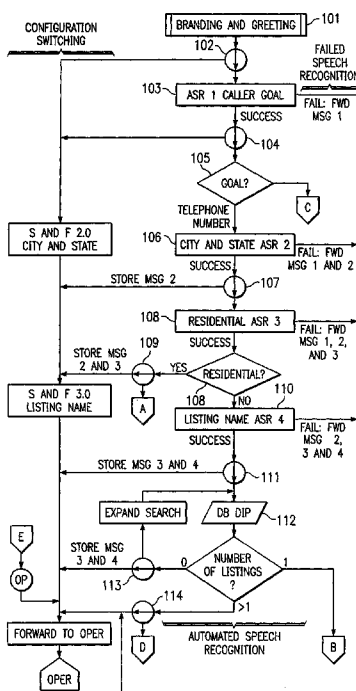 BRANDING AND GREETING
101
CONFIGURATION
SWITCHING
102
FAILED
SPEECH
RECOGNITION
103
ASR 1 CALLER GOAL
FAIL: FWD
MSG 1
SUCCESS
104
105
GOAL?
C
TELEPHONE
NUMBER
S AND F 2.0
CITY AND STATE
106
CITY AND STATE ASR 2
SUCCESS
FAIL: FWD
MSG 1 AND 2
107
STORE MSG 2
108
RESIDENTIAL ASR 3
SUCCESS
FAIL: FWD
MSG 1, 2,
AND 3
109
STORE MSG
2 AND 3
YES
RESIDENTIAL?
108
A
NO
110
S AND F 3.0
LISTING NAME
LISTING NAME ASR 4
SUCCESS
FAIL: FWD
MSG 2,
3 AND 4
STORE MSG 3 AND 4
111
EXPAND SEARCH
DB DIP
112
E
STORE
MSG
3 AND 4
OP
113
0
NUMBER
OF LISTINGS
?
1
>1
114
FORWARD TO OPER
D
AUTOMATED SPEECH
RECOGNITION
B
OPER